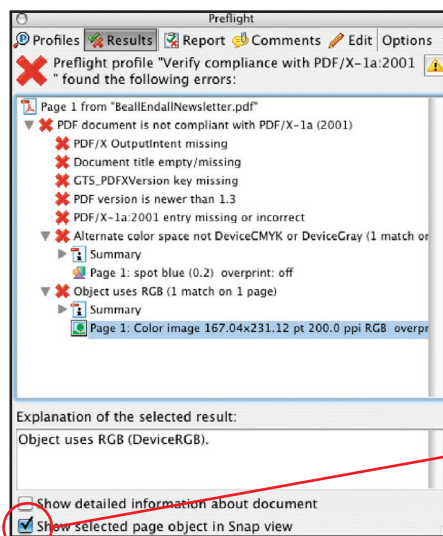 Preflight
Profiles Results Report Comments Edit Options
Preflight profile "Verify compliance with PDF/X-1a:2001
" found the following errors:
Page 1 from "BeallEndallNewsletter.pdf"
PDF document is not compliant with PDF/X-1a (2001)
PDF/X OutputIntent missing
Document title empty/missing
GTS_PDFXVersion key missing
PDF version is newer than 1.3
PDF/X-1a:2001 entry missing or incorrect
Alternate color space not DeviceCMYK or DeviceGray (1 match or
Summary
Page 1: spot blue (0.2) overprint: off
Object uses RGB (1 match on 1 page)
Summary
Page 1: Color image 167.04x231.12 pt 200.0 ppi RGB overpr
Explanation of the selected result:
Object uses RGB (DeviceRGB).
Show detailed information about document
Show selected page object in Snap view